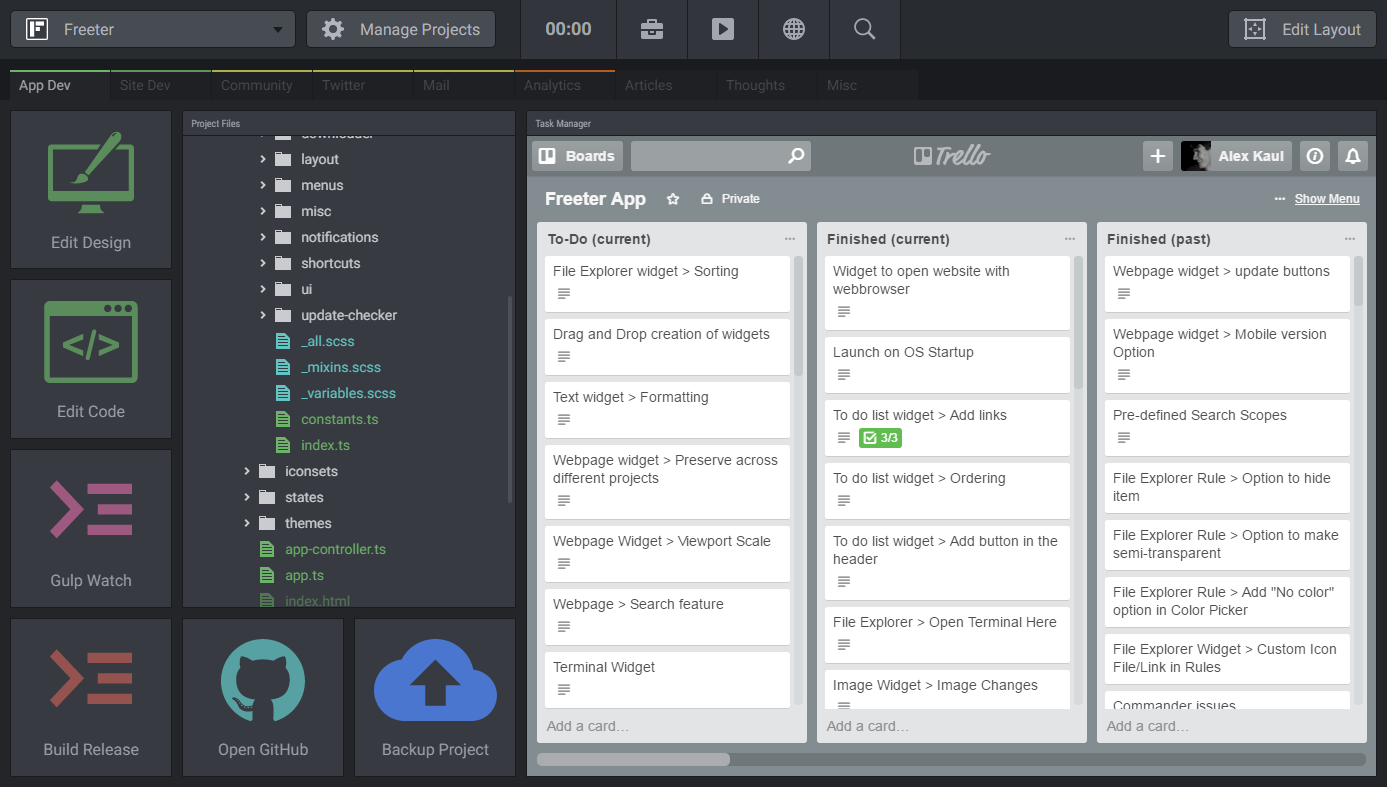 Freeter
Manage Projects
00:00
Edit Layout
App Dev
Site Dev
Community
Twitter
Mail
Analytics
Articles
Thoughts
Misc
Edit Design
Edit Code
Gulp Watch
Build Release
Open GitHub
Backup Project
Project Files
downloader
layout
menus
misc
notifications
shortcuts
ui
update-checker
_all.scss
_mixins.scss
_variables.scss
constants.ts
index.ts
iconsets
states
themes
app-controller.ts
app.ts
index.html
Task Manager
Boards
Trello
Alex Kaul
Freeter App
Private
Show Menu
To-Do (current)
File Explorer widget > Sorting
Drag and Drop creation of widgets
Text widget > Formatting
Webpage widget > Preserve across
different projects
Webpage Widget > Viewport Scale
Webpage > Search feature
Terminal Widget
Add a card…
Finished (current)
Widget to open website with
webbrowser
Launch on OS Startup
To do list widget > Add links
3/3
To do list widget > Ordering
To do list widget > Add button in the
header
File Explorer > Open Terminal Here
Image Widget > Image Changes
Add a card…
Finished (past)
Webpage widget > update buttons
Webpage widget > Mobile version
Option
Pre-defined Search Scopes
File Explorer Rule > Option to hide
item
File Explorer Rule > Option to make
semi-transparent
File Explorer Rule > Add "No color"
option in Color Picker
File Explorer Widget > Custom Icon
File/Link in Rules
Commander issues
Add a card…